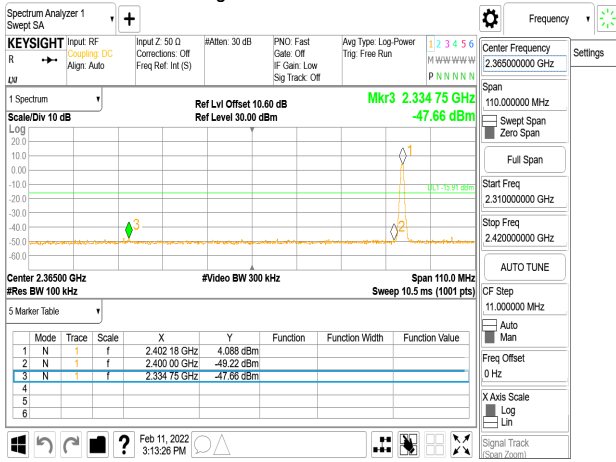 Spectrum Analyzer 1
Swept SA
Frequency
KEYSIGHT Input: RF
R
Coupling: DC
Align: Auto
Input Z: 50 Ω
Corrections: Off
Freq Ref: Int (S)
#Atten: 30 dB
PNO: Fast
Gate: Off
IF Gain: Low
Sig Track: Off
Avg Type: Log-Power
Trig: Free Run
1 2 3 4 5 6
M W W W W W
P N N N N N
Center Frequency
2.365000000 GHz
Settings
Span
110.000000 MHz
Swept Span
Zero Span
Full Span
Start Freq
2.310000000 GHz
Stop Freq
2.420000000 GHz
AUTO TUNE
CF Step
11.000000 MHz
Auto
Man
Freq Offset
0 Hz
X Axis Scale
Log
Lin
Signal Track
(Span Zoom)
1 Spectrum
Scale/Div 10 dB
Ref Lvl Offset 10.60 dB
Ref Level 30.00 dBm
Mkr3 2.334 75 GHz
-47.66 dBm
Log
20.0
10.0
0.00
-10.0
-20.0
-30.0
-40.0
-50.0
-60.0
1
DL1 -15.91 dBm
2
3
Center 2.36500 GHz
#Video BW 300 kHz
Span 110.0 MHz
#Res BW 100 kHz
Sweep 10.5 ms (1001 pts)
5 Marker Table
Mode Trace Scale X Y Function Function Width Function Value
1 N 1 f 2.402 18 GHz 4.088 dBm
2 N 1 f 2.400 00 GHz -49.22 dBm
3 N 1 f 2.334 75 GHz -47.66 dBm
4
5
6
?
Feb 11, 2022
3:13:26 PM